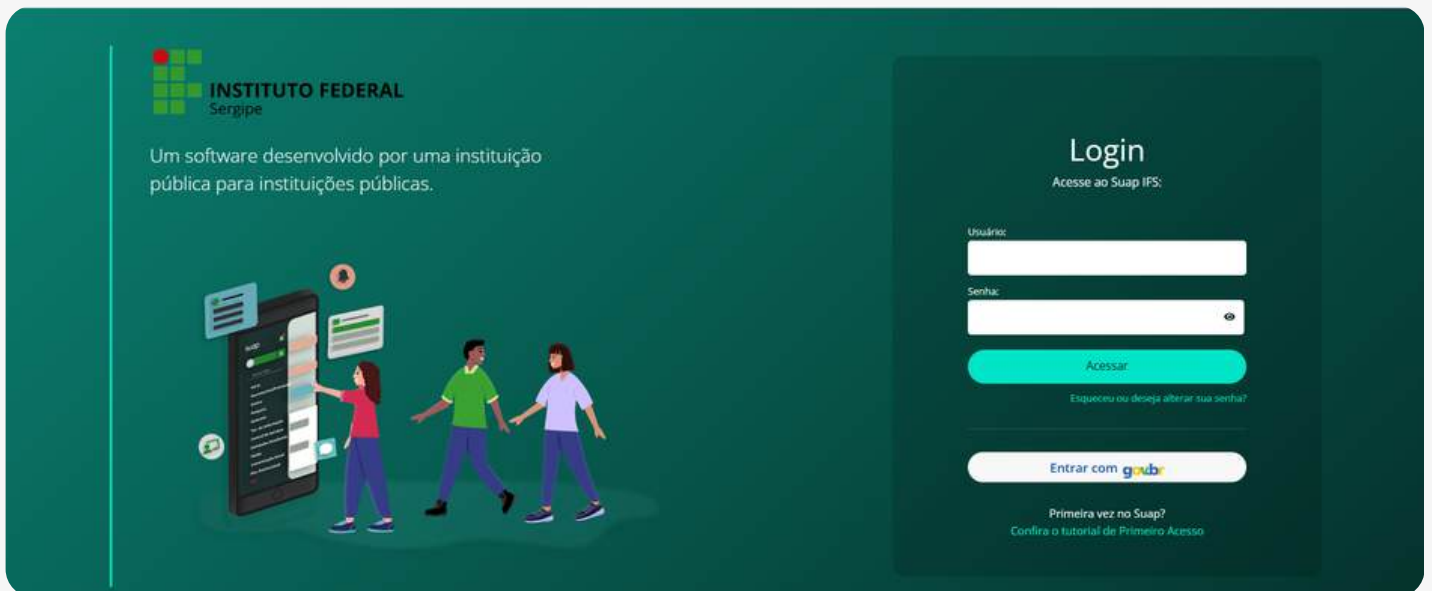 INSTITUTO FEDERAL
Sergipe
Um software desenvolvido por uma instituição
pública para instituições públicas.
suap
Login
Acesse ao Suap IFS:
Usuário:
Senha:
Acessar
Esqueceu ou deseja alterar sua senha?
Entrar com gov.br
Primeira vez no Suap?
Confira o tutorial de Primeiro Acesso